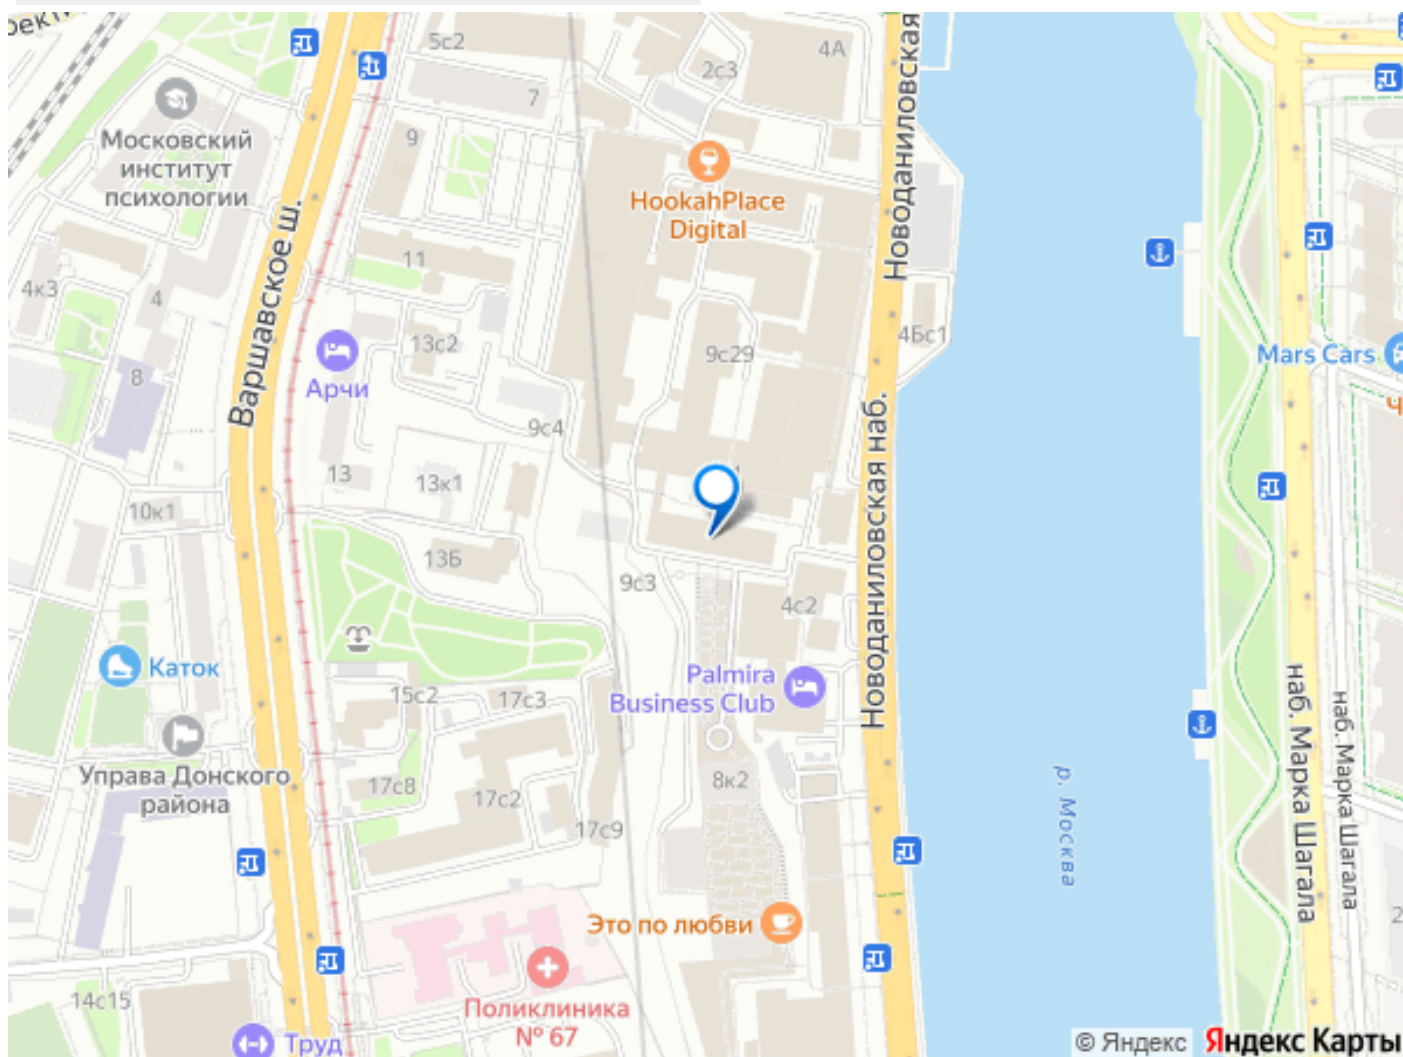 5с2
4А
2с3
7
Московский
институт
психологии
9
HookahPlace
Digital
Новоданиловская
Варшавское ш.
11
4к3
4
13с2
4Бс1
9с29
Mars Cars
Арчи
8
9с4
13
13к1
10к1
Новоданиловская наб.
13Б
9с3
4с2
Каток
Palmira
Business Club
15с2
17с3
наб. Марка Шагала
наб. Марка Шагала
Управа Донского
района
17с8
17с2
8к2
р. Москва
17с9
Это по любви
14с15
Поликлиника
№ 67
Труд
© Яндекс
Яндекс Карты